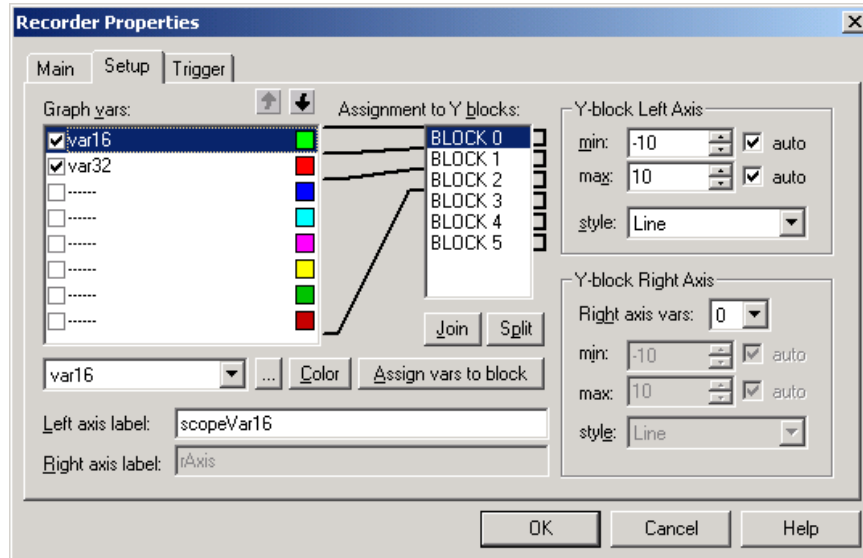 Recorder Properties
Main Setup Trigger
Graph vars: Assignment to Y blocks:
var16
var32
------
------
------
------
------
------
BLOCK 0
BLOCK 1
BLOCK 2
BLOCK 3
BLOCK 4
BLOCK 5
Join Split
var16 ... Color Assign vars to block
Left axis label: scopeVar16
Right axis label: rAxis
Y-block Left Axis
min: -10 auto
max: 10 auto
style: Line
Y-block Right Axis
Right axis vars: 0
min: -10 auto
max: 10 auto
style: Line
OK Cancel Help